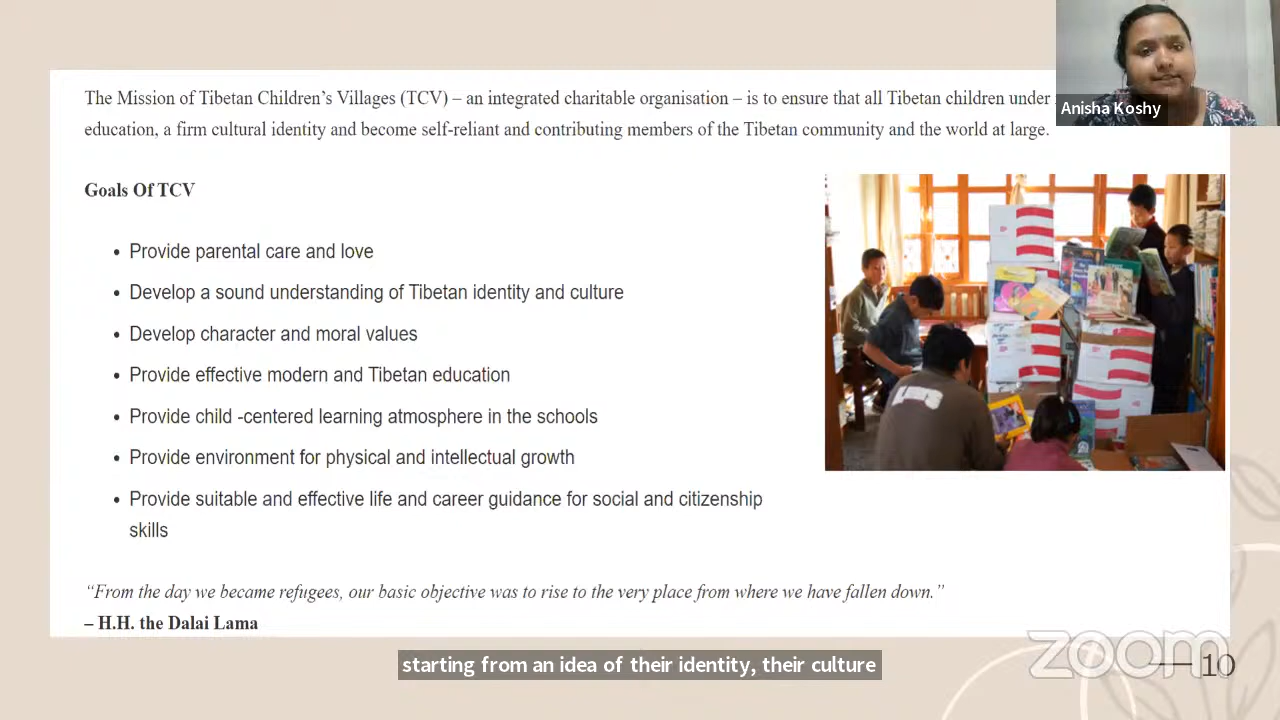 The Mission of Tibetan Children's Villages (TCV) – an integrated charitable organisation – is to ensure that all Tibetan children under
education, a firm cultural identity and become self-reliant and contributing members of the Tibetan community and the world at large.
Anisha Koshy
Goals Of TCV
• Provide parental care and love
• Develop a sound understanding of Tibetan identity and culture
• Develop character and moral values
• Provide effective modern and Tibetan education
• Provide child -centered learning atmosphere in the schools
• Provide environment for physical and intellectual growth
• Provide suitable and effective life and career guidance for social and citizenship
skills
“From the day we became refugees, our basic objective was to rise to the very place from where we have fallen down.”
– H.H. the Dalai Lama
starting from an idea of their identity, their culture
zoom
10